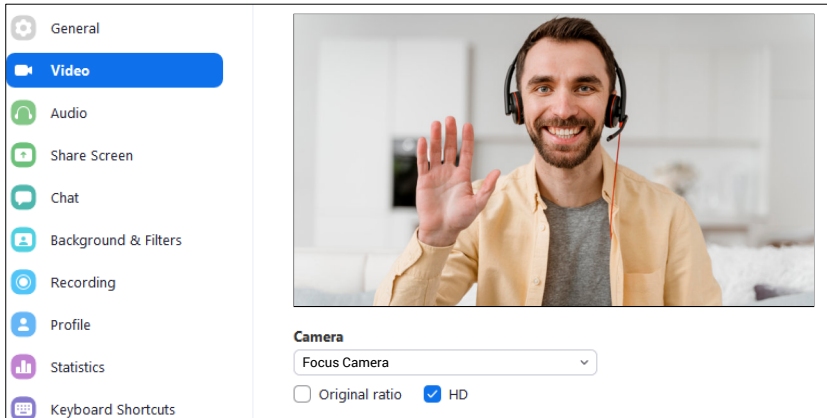 General
Video
Audio
Share Screen
Chat
Background & Filters
Recording
Profile
Statistics
Keyboard Shortcuts
Camera
Focus Camera
Original ratio
HD